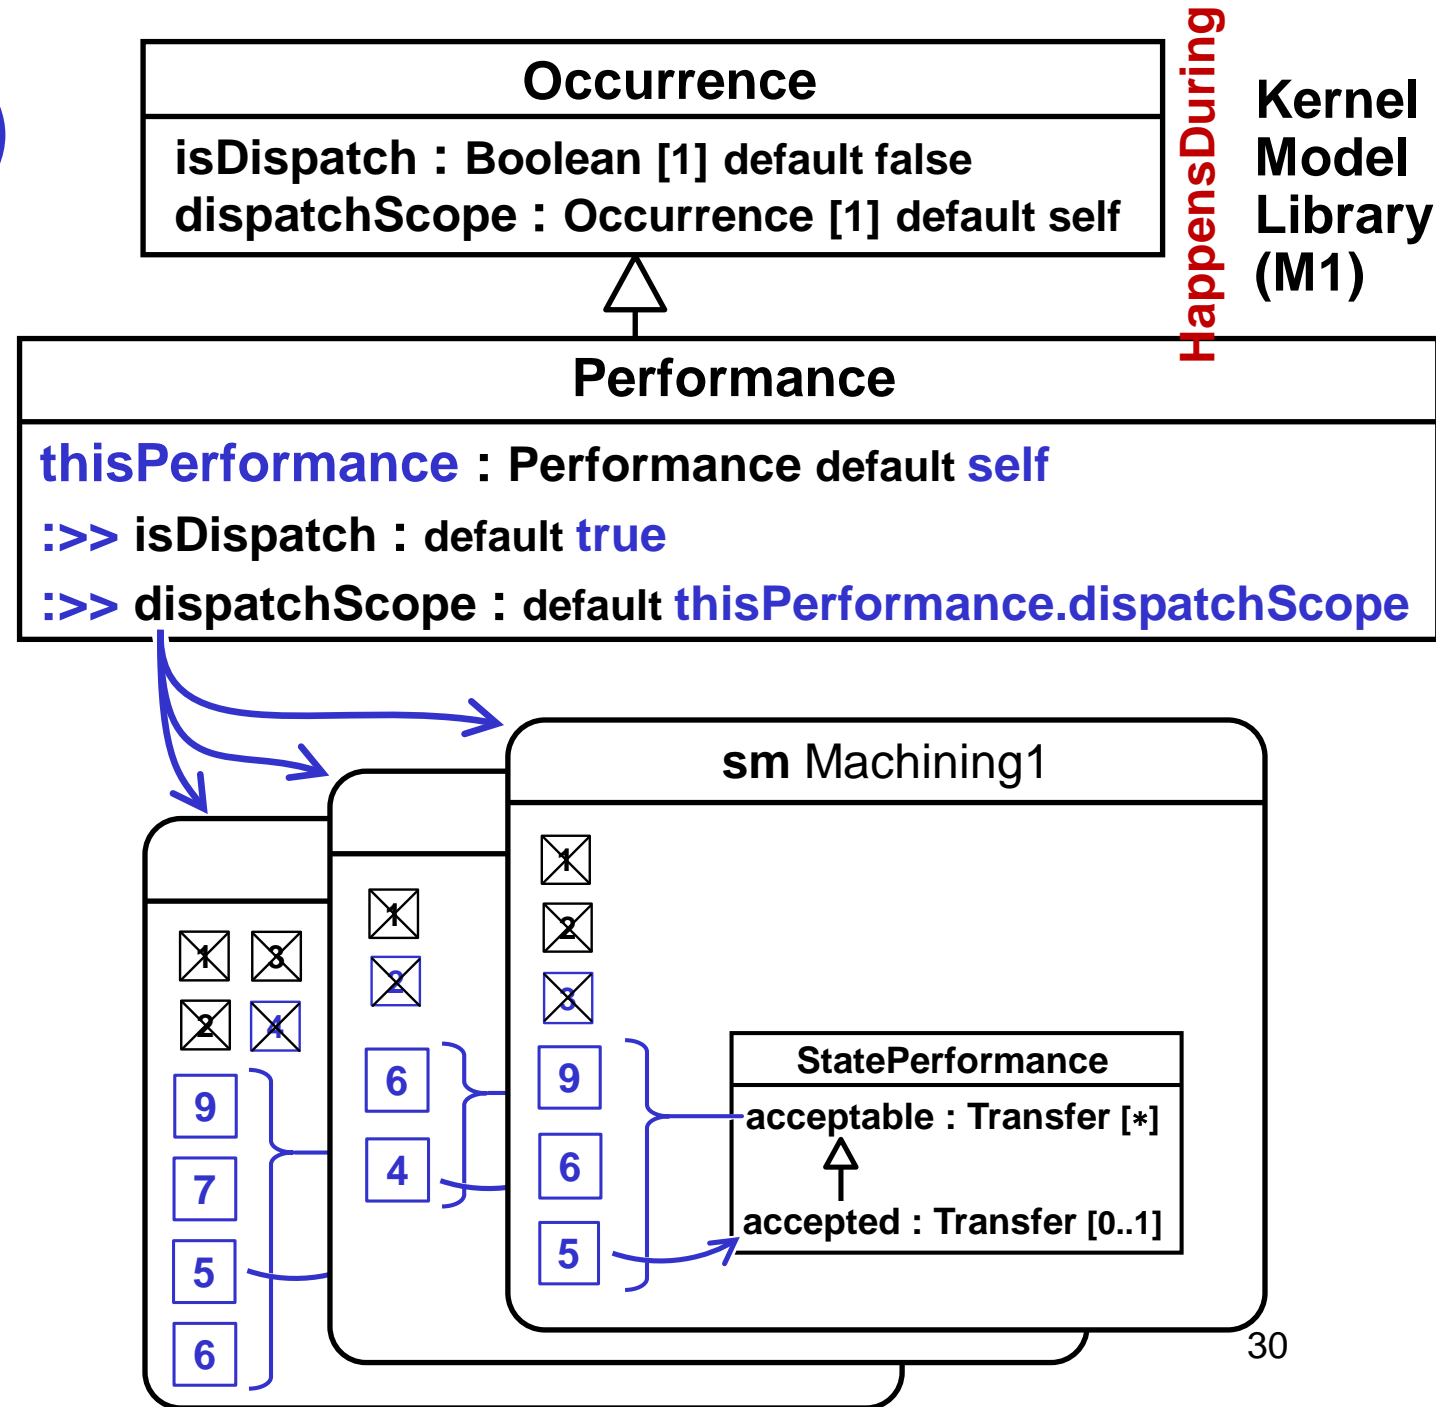 Occurrence
isDispatch : Boolean [1] default false
dispatchScope : Occurrence [1] default self
HappensDuring
Kernel
Model
Library
(M1)
Performance
thisPerformance : Performance default self
:>> isDispatch : default true
:>> dispatchScope : default thisPerformance.dispatchScope
sm Machining1
1
2
3
9
6
5
StatePerformance
acceptable : Transfer [*]
accepted : Transfer [0..1]
1
2
6
4
1 3
2 4
9
7
5
6
30